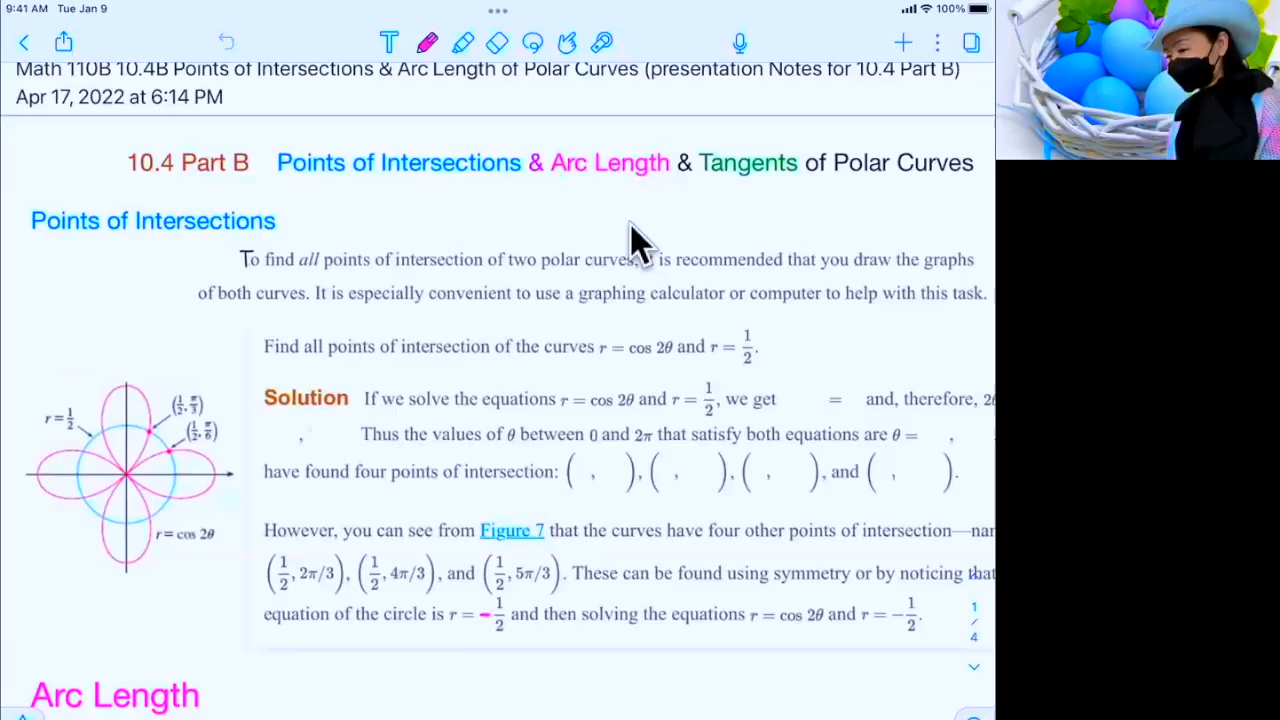 9:41 AM Tue Jan 9
100%
Math 110B 10.4B Points of Intersections & Arc Length of Polar Curves (presentation Notes for 10.4 Part B)
Apr 17, 2022 at 6:14 PM
10.4 Part B Points of Intersections & Arc Length & Tangents of Polar Curves
Points of Intersections
To find all points of intersection of two polar curves, it is recommended that you draw the graphs
of both curves. It is especially convenient to use a graphing calculator or computer to help with this task.
Find all points of intersection of the curves r = cos 2θ and r = 1/2.
Solution If we solve the equations r = cos 2θ and r = 1/2, we get = and, therefore, 2
, Thus the values of θ between 0 and 2π that satisfy both equations are θ = ,
have found four points of intersection: ( , ), ( , ), ( , ), and ( , ).
r = 1/2
(1/2, π/3)
(1/2, π/6)
r = cos 2θ
However, you can see from Figure 7 that the curves have four other points of intersection—nam
(1/2, 2π/3), (1/2, 4π/3), and (1/2, 5π/3). These can be found using symmetry or by noticing that
equation of the circle is r = -1/2 and then solving the equations r = cos 2θ and r = −1/2.
1
/
4
Arc Length